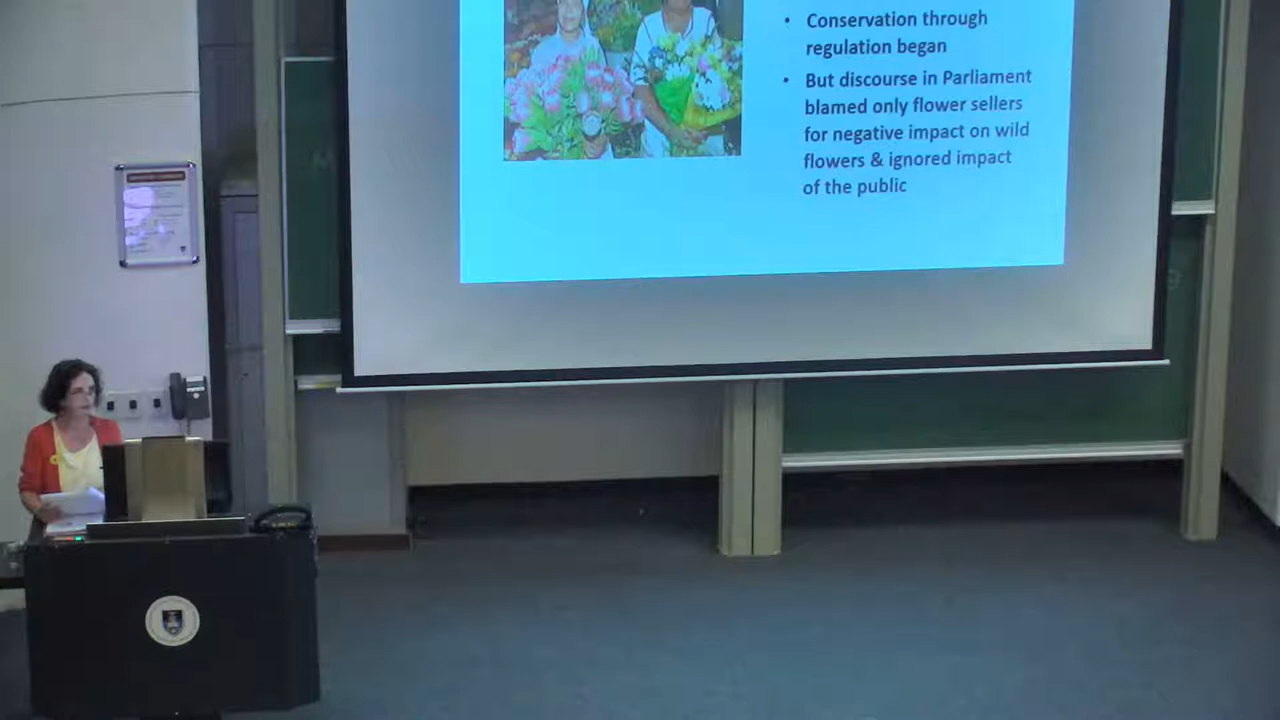 • Conservation through
regulation began
• But discourse in Parliament
blamed only flower sellers
for negative impact on wild
flowers & ignored impact
of the public